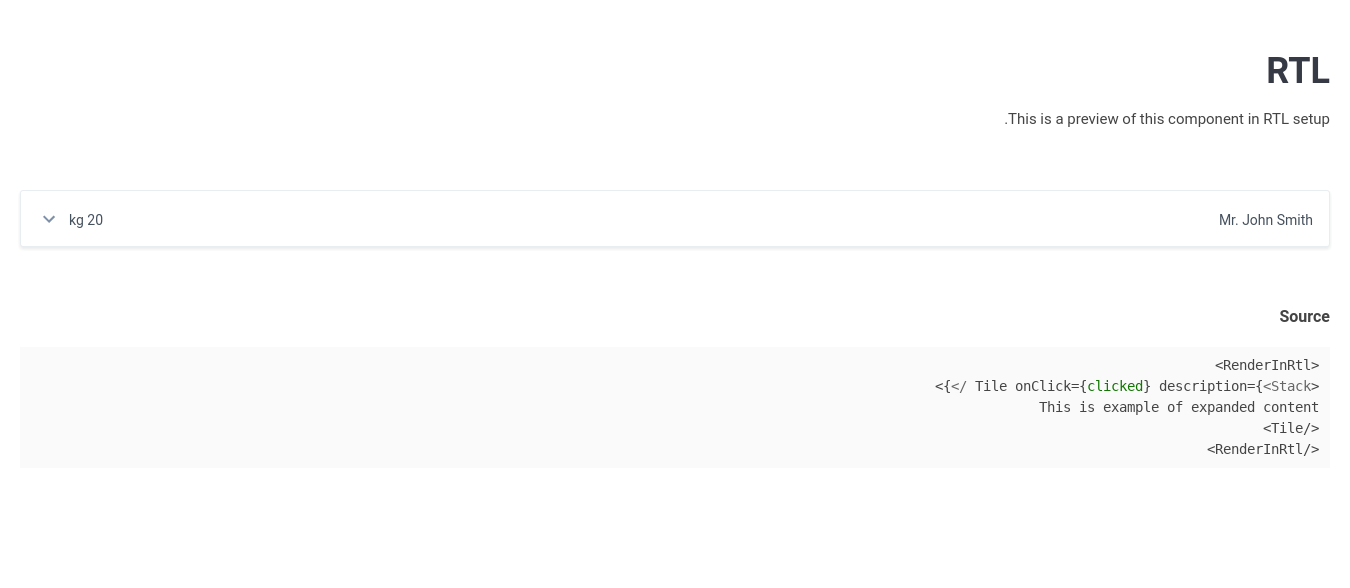 RTL
.This is a preview of this component in RTL setup
Mr. John Smith
kg 20
Source
<RenderInRtl>
<{</ Tile onClick={clicked} description={<Stack>
This is example of expanded content
<Tile/>
<RenderInRtl/>